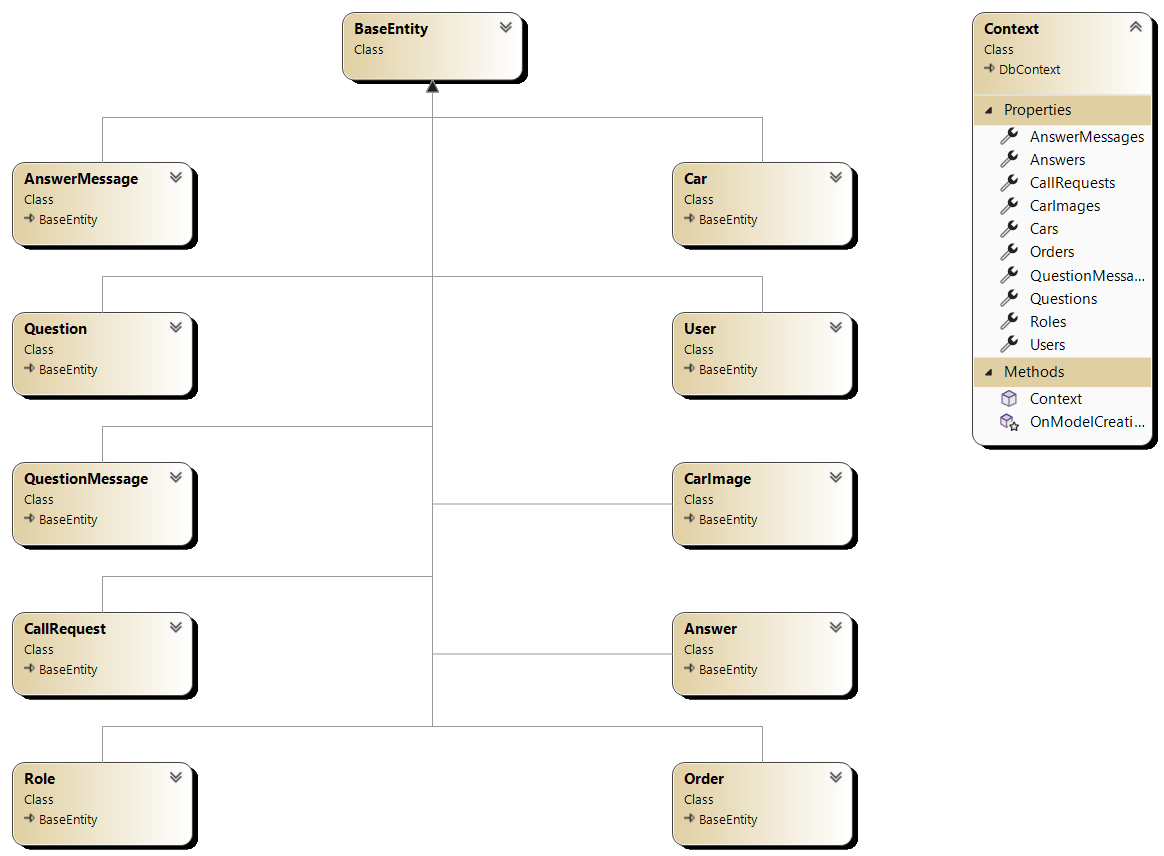 BaseEntity
Class
Context
Class
DbContext
Properties
AnswerMessages
Answers
CallRequests
CarImages
Cars
Orders
QuestionMessa...
Questions
Roles
Users
Methods
Context
OnModelCreati...
AnswerMessage
Class
BaseEntity
Car
Class
BaseEntity
Question
Class
BaseEntity
User
Class
BaseEntity
QuestionMessage
Class
BaseEntity
CarImage
Class
BaseEntity
CallRequest
Class
BaseEntity
Answer
Class
BaseEntity
Role
Class
BaseEntity
Order
Class
BaseEntity